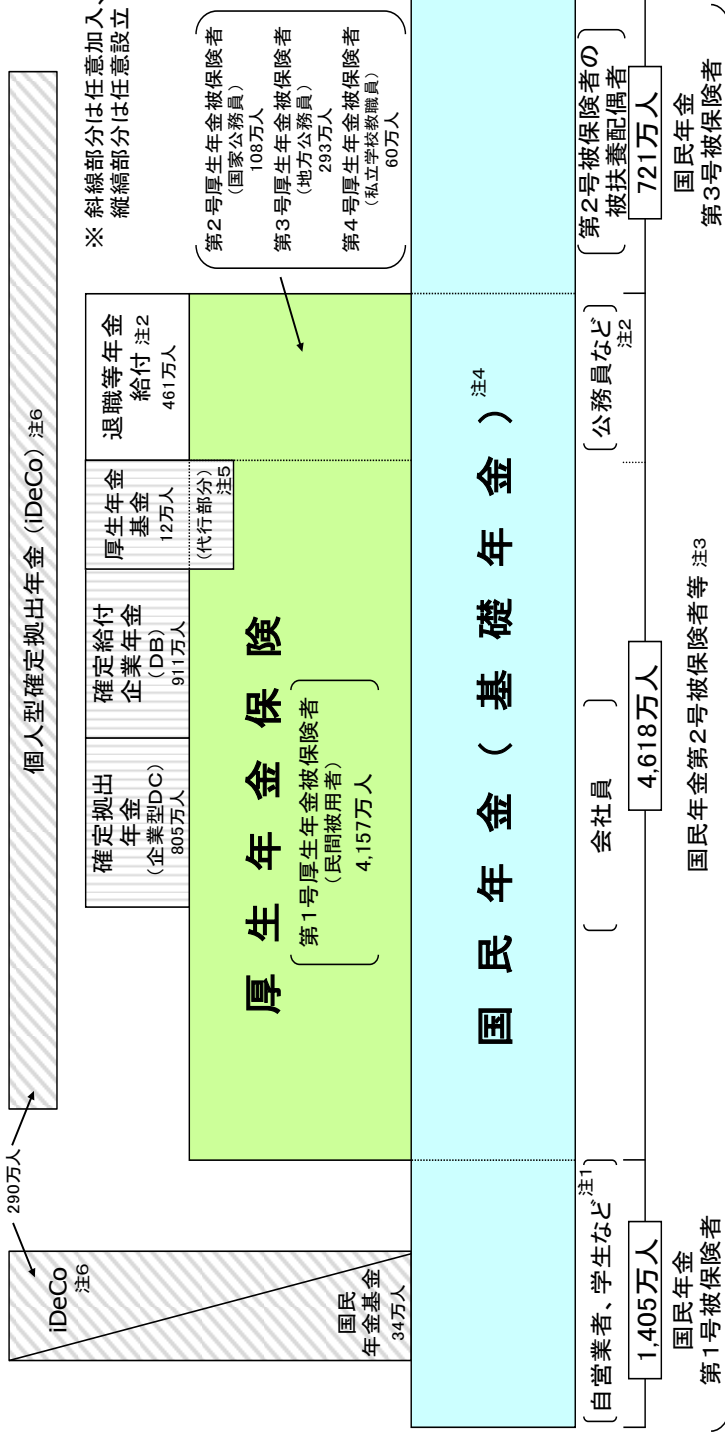 個人型確定拠出年金(iDeCo) 注6
290万人
iDeCo
注6
国民
年金基金
34万人
※ 斜線部分は任意加入、
縦縞部分は任意設立
確定拠出
年金
(企業型DC)
805万人
確定給付
企業年金
(DB)
911万人
厚生年金
基金
12万人
(代行部分)
注5
退職等年金
給付 注2
461万人
厚生年金保険
第1号厚生年金被保険者
(民間被用者)
4,157万人
第2号厚生年金被保険者
(国家公務員)
108万人
第3号厚生年金被保険者
(地方公務員)
293万人
第4号厚生年金被保険者
(私立学校教職員)
60万人
国民年金(基礎年金) 注4
自営業者、学生など 注1
会社員
公務員など
注2
第2号被保険者の
被扶養配偶者
1,405万人
4,618万人
721万人
国民年金
第1号被保険者
国民年金第2号被保険者等 注3
国民年金
第3号被保険者